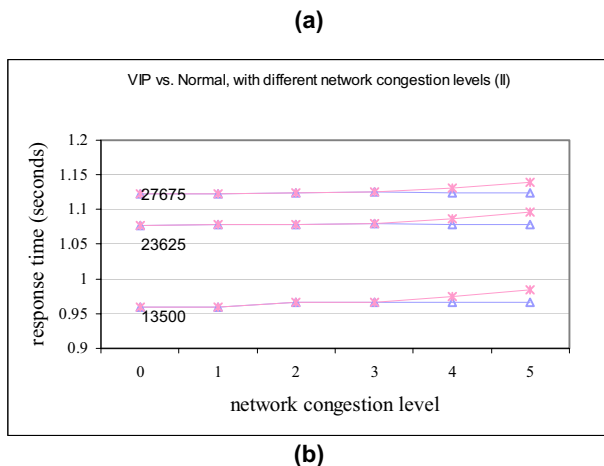 (a)
VIP vs. Normal, with different network congestion levels (II)
1.2
1.15
1.1
1.05
1
0.95
0.9
response time (seconds)
27675
23625
13500
0 1 2 3 4 5
network congestion level
(b)